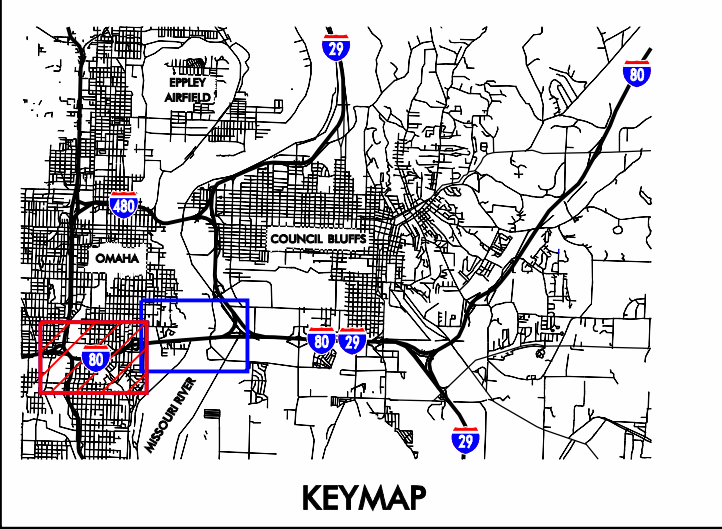 29
80
EPPLEY
AIRFIELD
480
COUNCIL BLUFFS
OMAHA
80
29
80
MISSOURI RIVER
29
KEYMAP